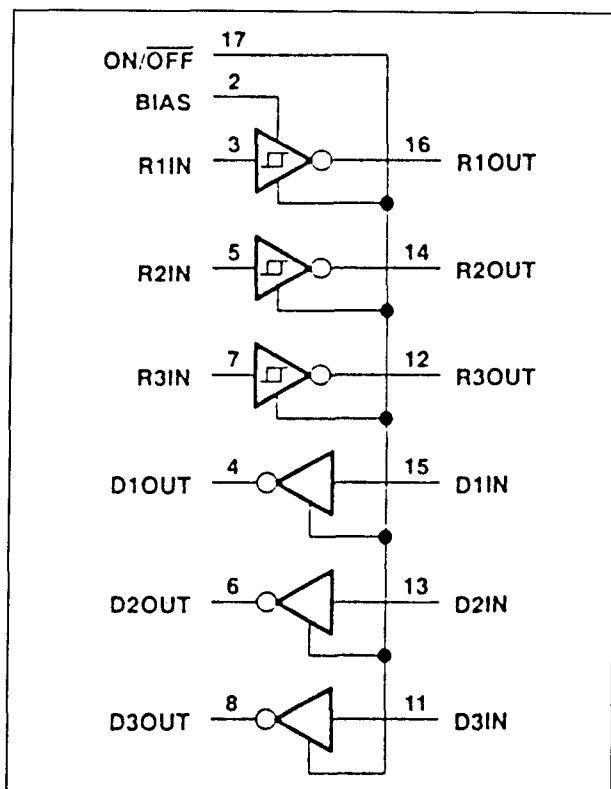 17
ON/OFF
2
BIAS
3 16
R1IN R1OUT
5 14
R2IN R2OUT
7 12
R3IN R3OUT
4 15
D1OUT D1IN
6 13
D2OUT D2IN
8 11
D3OUT D3IN